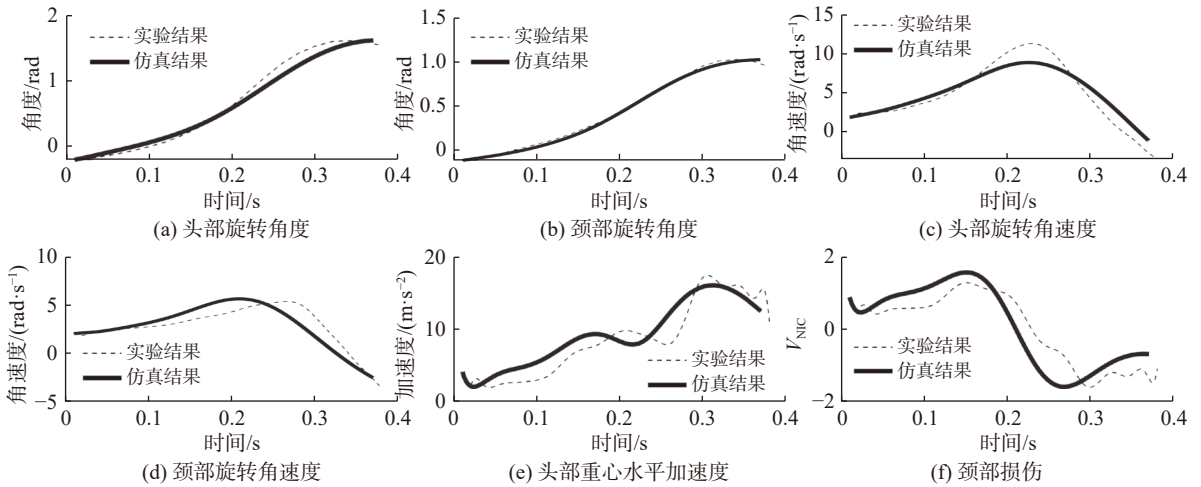 2
1
0
0
0.1
0.2
0.3
0.4
角度/rad
实验结果
仿真结果
时间/s
(a) 头部旋转角度
1.5
1.0
0.5
0
0
0.1
0.2
0.3
0.4
角度/rad
实验结果
仿真结果
时间/s
(b) 颈部旋转角度
15
10
5
0
0
0.1
0.2
0.3
0.4
角速度/(rad·s⁻¹)
实验结果
仿真结果
时间/s
(c) 头部旋转角速度
10
5
0
−5
0
0.1
0.2
0.3
0.4
角速度/(rad·s⁻¹)
实验结果
仿真结果
时间/s
(d) 颈部旋转角速度
20
10
0
0
0.1
0.2
0.3
0.4
加速度/(m·s⁻²)
实验结果
仿真结果
时间/s
(e) 头部重心水平加速度
2
0
−2
0
0.1
0.2
0.3
0.4
V_NIC
实验结果
仿真结果
时间/s
(f) 颈部损伤